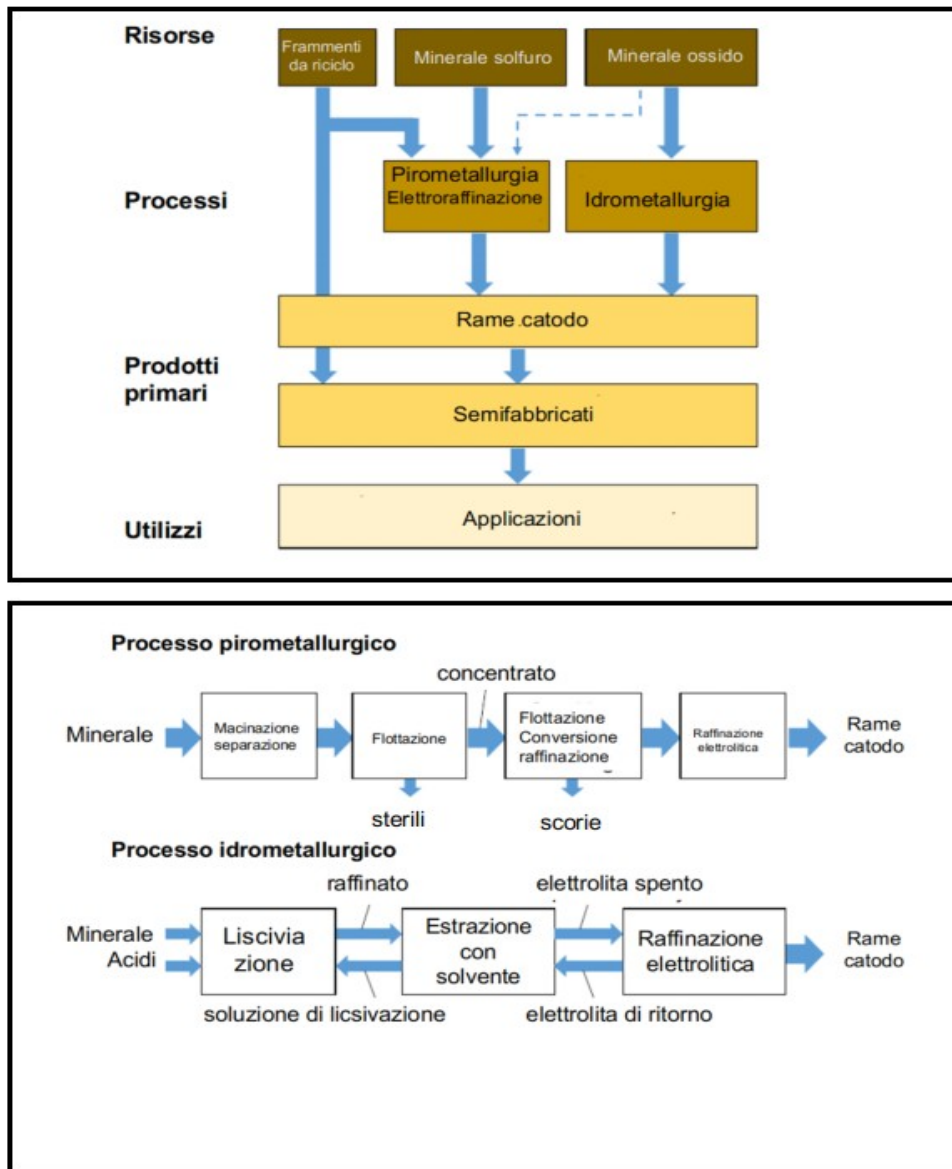 Risorse
Frammenti
da riciclo
Minerale solfuro
Minerale ossido
Processi
Pirometallurgia
Elettroraffinazione
Idrometallurgia
Rame catodo
Prodotti
primari
Semifabbricati
Utilizzi
Applicazioni
Processo pirometallurgico
concentrato
Minerale
Macinazione
separazione
Flottazione
Flottazione
Conversione
raffinazione
Raffinazione
elettrolitica
Rame
catodo
sterili
scorie
Processo idrometallurgico
raffinato
elettrolita spento
Minerale
Acidi
Liscivia
zione
Estrazione
con
solvente
Raffinazione
elettrolitica
Rame
catodo
soluzione di licsivazione
elettrolita di ritorno